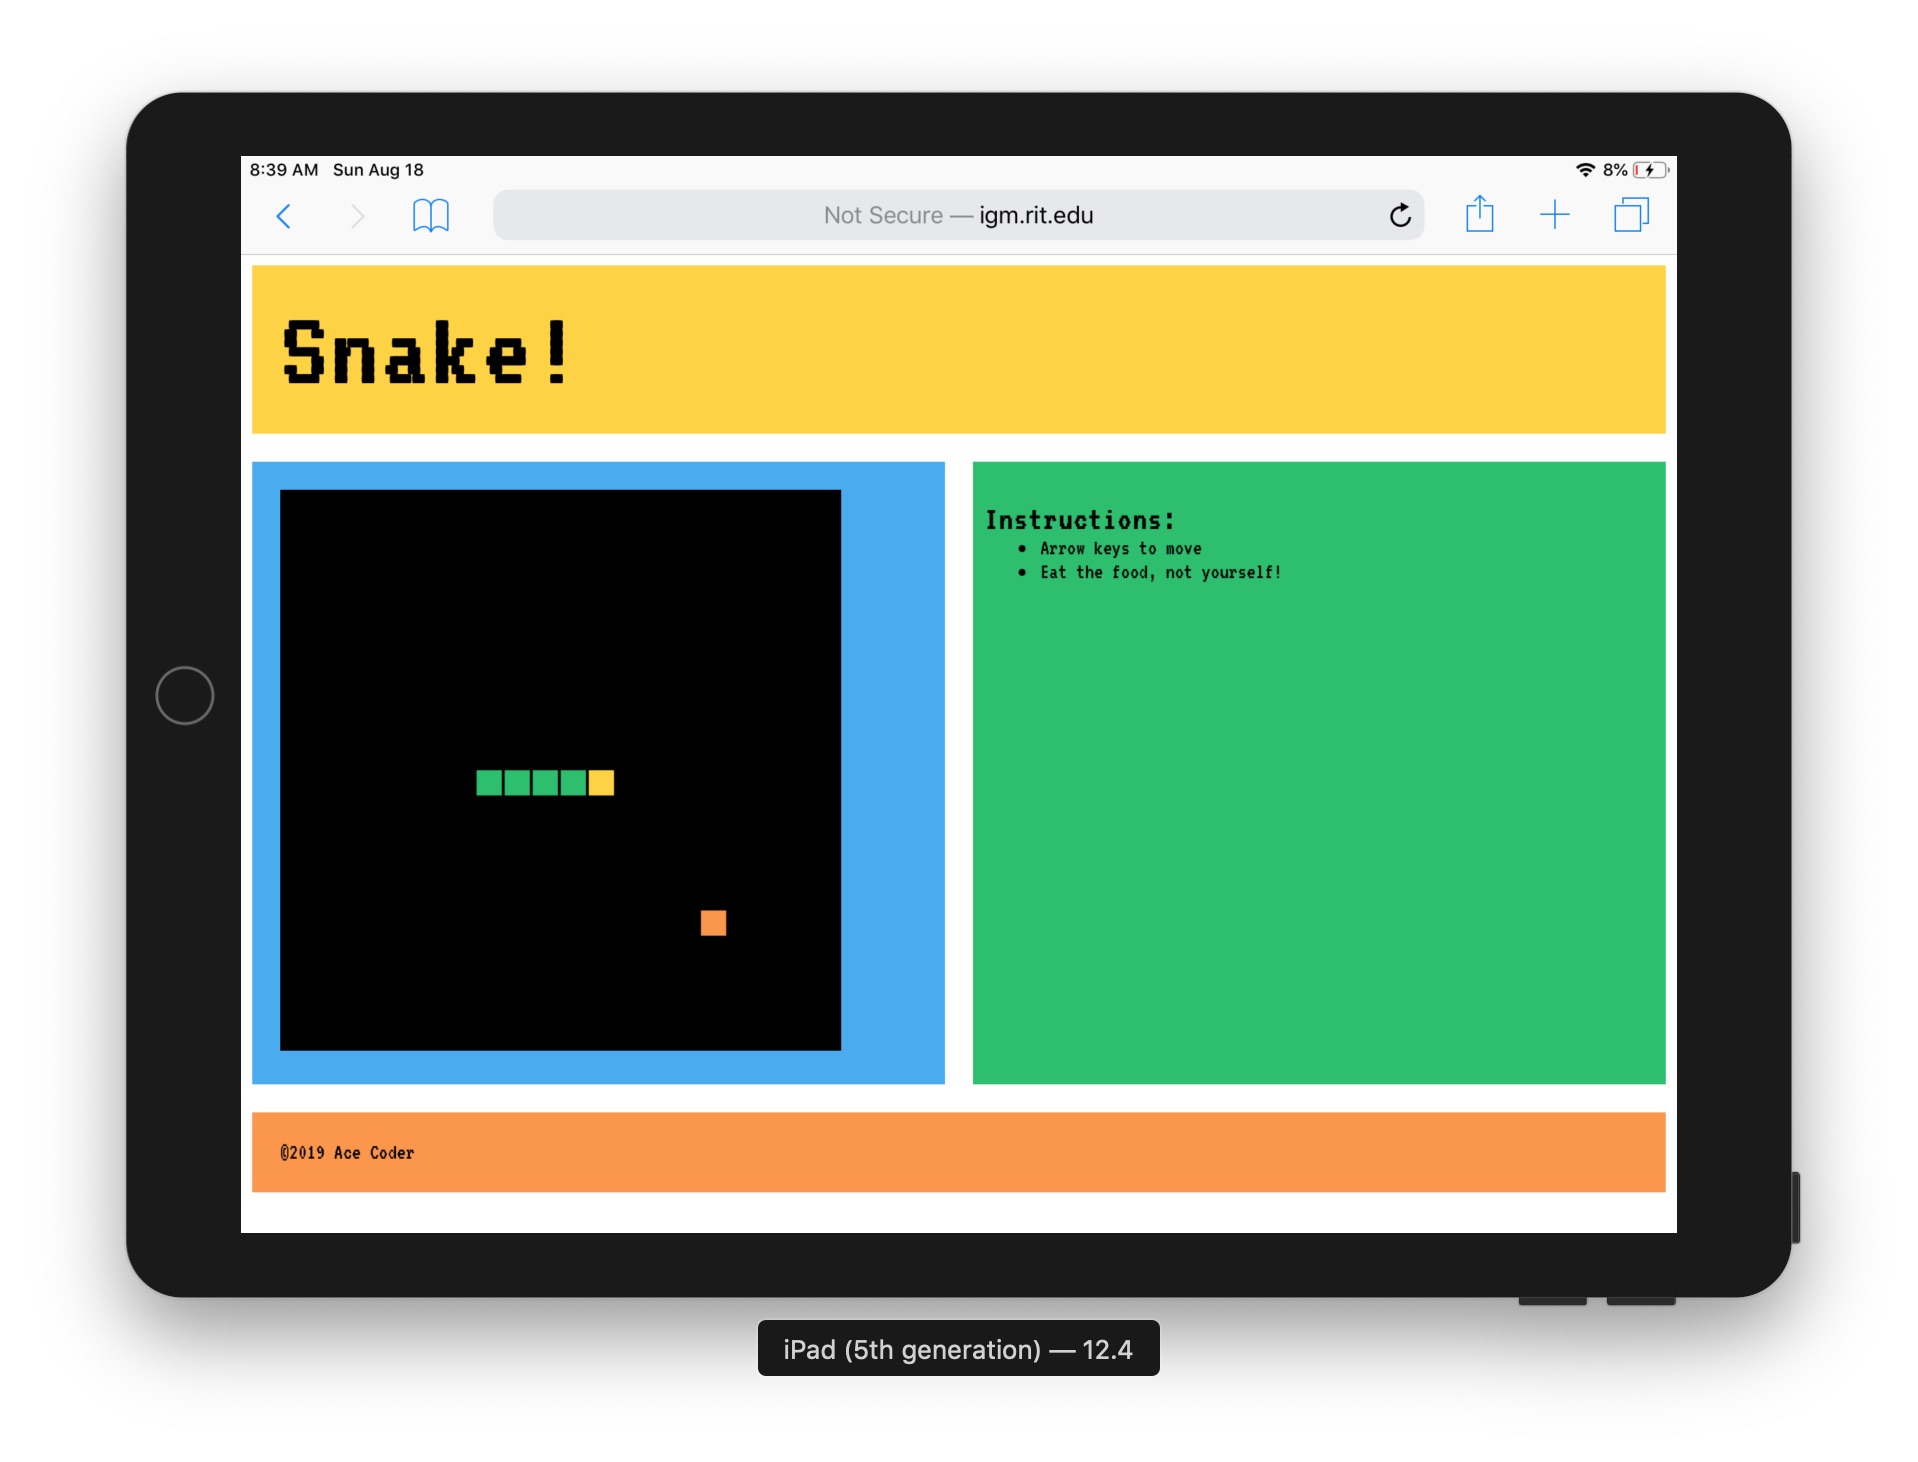 8:39 AM Sun Aug 18
8%
Not Secure — igm.rit.edu
Snake!
Instructions:
• Arrow keys to move
• Eat the food, not yourself!
©2019 Ace Coder
iPad (5th generation) — 12.4